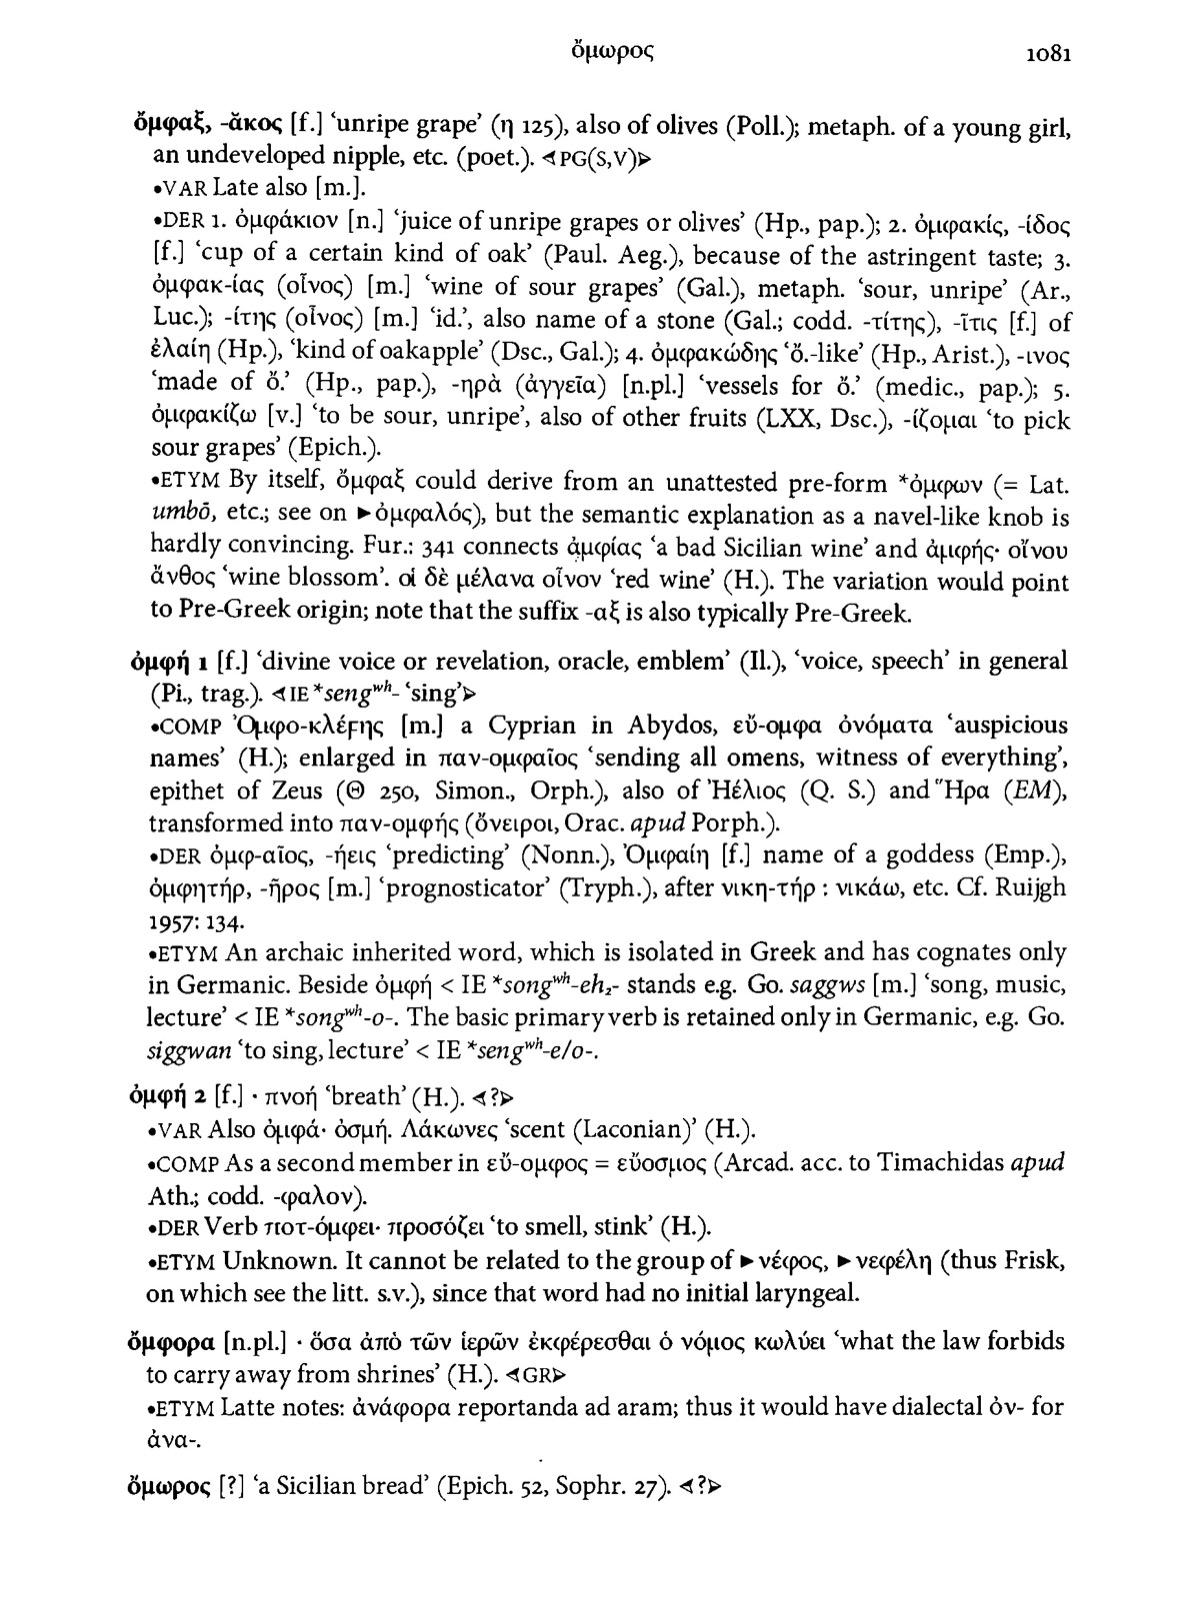 ὄμωρος 1081
ὄμφαξ, -ᾰκος [f.] ‘unripe grape’ (η 125), also of olives (Poll.); metaph. of a young girl,
an undeveloped nipple, etc. (poet.). ⊲PG(S,V)⊳
•VAR Late also [m.].
•DER 1. ὀμφάκιον [n.] ‘juice of unripe grapes or olives’ (Hp., pap.); 2. ὀμφακίς, -ίδος
[f.] ‘cup of a certain kind of oak’ (Paul. Aeg.), because of the astringent taste; 3.
ὀμφακ-ίας (οἶνος) [m.] ‘wine of sour grapes’ (Gal.), metaph. ‘sour, unripe’ (Ar.,
Luc.); -ίτης (οἶνος) [m.] ‘id.’, also name of a stone (Gal.; codd. -τίτης), -ῖτις [f.] of
ἐλαίη (Hp.), ‘kind of oakapple’ (Dsc., Gal.); 4. ὀμφακώδης ‘ὄ.-like’ (Hp., Arist.), -ινος
‘made of ὄ.’ (Hp., pap.), -ηρὰ (ἀγγεῖα) [n.pl.] ‘vessels for ὄ.’ (medic., pap.); 5.
ὀμφακίζω [v.] ‘to be sour, unripe’, also of other fruits (LXX, Dsc.), -ίζομαι ‘to pick
sour grapes’ (Epich.).
•ETYM By itself, ὄμφαξ could derive from an unattested pre-form *ὀμφων (= Lat.
umbō, etc.; see on ►ὀμφαλός), but the semantic explanation as a navel-like knob is
hardly convincing. Fur.: 341 connects ἀμφίας ‘a bad Sicilian wine’ and ἀμφής· οἴνου
ἄνθος ‘wine blossom’. οἱ δὲ μέλανα οἶνον ‘red wine’ (H.). The variation would point
to Pre-Greek origin; note that the suffix -αξ is also typically Pre-Greek.
ὀμφή 1 [f.] ‘divine voice or revelation, oracle, emblem’ (Il.), ‘voice, speech’ in general
(Pi., trag.). ⊲IE *sengʷʰ- ‘sing’⊳
•COMP Ὀμφο-κλέϝης [m.] a Cyprian in Abydos, εὔ-ομφα ὀνόματα ‘auspicious
names’ (H.); enlarged in παν-ομφαῖος ‘sending all omens, witness of everything’,
epithet of Zeus (Θ 250, Simon., Orph.), also of Ἠέλιος (Q. S.) and Ἥρα (EM),
transformed into παν-ομφής (ὄνειροι, Orac. apud Porph.).
•DER ὀμφ-αῖος, -ήεις ‘predicting’ (Nonn.), Ὀμφαίη [f.] name of a goddess (Emp.),
ὀμφητήρ, -ῆρος [m.] ‘prognosticator’ (Tryph.), after νικη-τήρ : νικάω, etc. Cf. Ruijgh
1957: 134.
•ETYM An archaic inherited word, which is isolated in Greek and has cognates only
in Germanic. Beside ὀμφή < IE *songʷʰ-eh₂- stands e.g. Go. saggws [m.] ‘song, music,
lecture’ < IE *songʷʰ-o-. The basic primary verb is retained only in Germanic, e.g. Go.
siggwan ‘to sing, lecture’ < IE *sengʷʰ-e/o-.
ὀμφή 2 [f.] · πνοή ‘breath’ (H.). ⊲?⊳
•VAR Also ὀμφά· ὀσμή. Λάκωνες ‘scent (Laconian)’ (H.).
•COMP As a second member in εὔ-ομφος = εὔοσμος (Arcad. acc. to Timachidas apud
Ath.; codd. -φαλον).
•DER Verb ποτ-όμφει· προσόζει ‘to smell, stink’ (H.).
•ETYM Unknown. It cannot be related to the group of ►νέφος, ►νεφέλη (thus Frisk,
on which see the litt. s.v.), since that word had no initial laryngeal.
ὄμφορα [n.pl.] · ὅσα ἀπὸ τῶν ἱερῶν ἐκφέρεσθαι ὁ νόμος κωλύει ‘what the law forbids
to carry away from shrines’ (H.). ⊲GR⊳
•ETYM Latte notes: ἀνάφορα reportanda ad aram; thus it would have dialectal ὀν- for
ἀνα-.
ὄμωρος [?] ‘a Sicilian bread’ (Epich. 52, Sophr. 27). ⊲?⊳